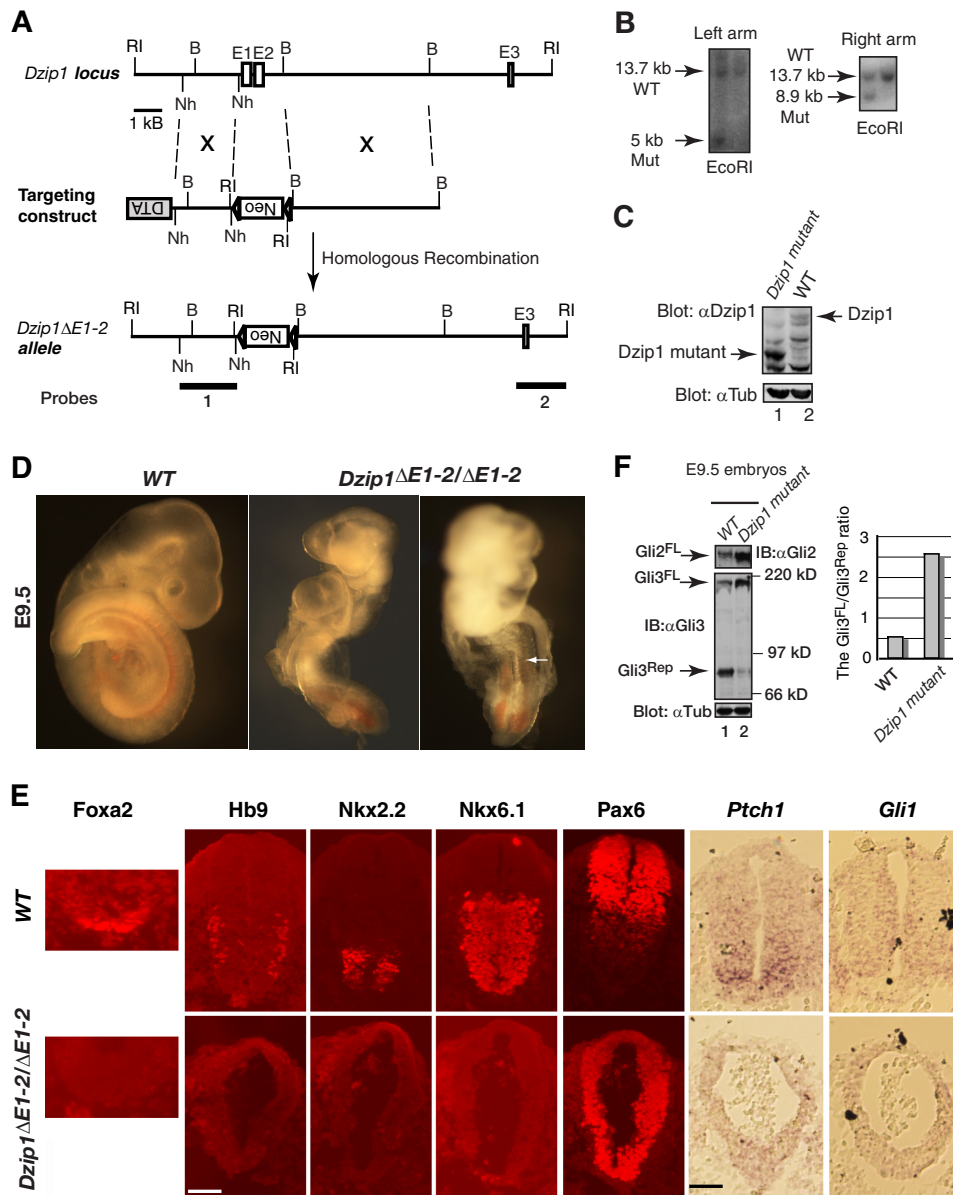 A
RI B E1 E2 B B E3 RI
Dzip1 locus
Nh Nh
1 kB
X X
RI B B
B
Targeting construct
DTA Neo
Nh Nh RI
Homologous Recombination
RI B RI B B E3 RI
Dzip1ΔE1-2 allele
Neo
Nh Nh RI
Probes 1 2
B
Left arm
13.7 kb
WT
5 kb
Mut
EcoRI
Right arm
WT
13.7 kb
8.9 kb
Mut
EcoRI
C
Dzip1 mutant
WT
Blot: αDzip1
Dzip1
Dzip1 mutant
Blot: αTub
1 2
D
WT
Dzip1ΔE1-2/ΔE1-2
E9.5
F
E9.5 embryos
WT
Dzip1 mutant
Gli2FL
IB:αGli2
Gli3FL
220 kD
IB:αGli3
97 kD
Gli3Rep
66 kD
Blot: αTub
1 2
The Gli3FL/Gli3Rep ratio
3
2
1
0
WT
Dzip1 mutant
E
Foxa2 Hb9 Nkx2.2 Nkx6.1 Pax6 Ptch1 Gli1
WT
Dzip1ΔE1-2/ΔE1-2